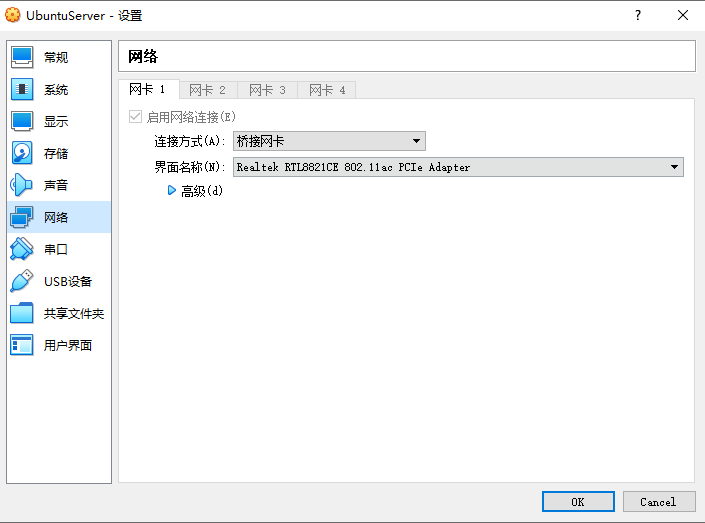 UbuntuServer - 设置
?
常规
系统
显示
存储
声音
网络
串口
USB设备
共享文件夹
用户界面
网络
网卡 1 网卡 2 网卡 3 网卡 4
启用网络连接(E)
连接方式(A): 桥接网卡
界面名称(N): Realtek RTL8821CE 802.11ac PCIe Adapter
高级(d)
OK Cancel